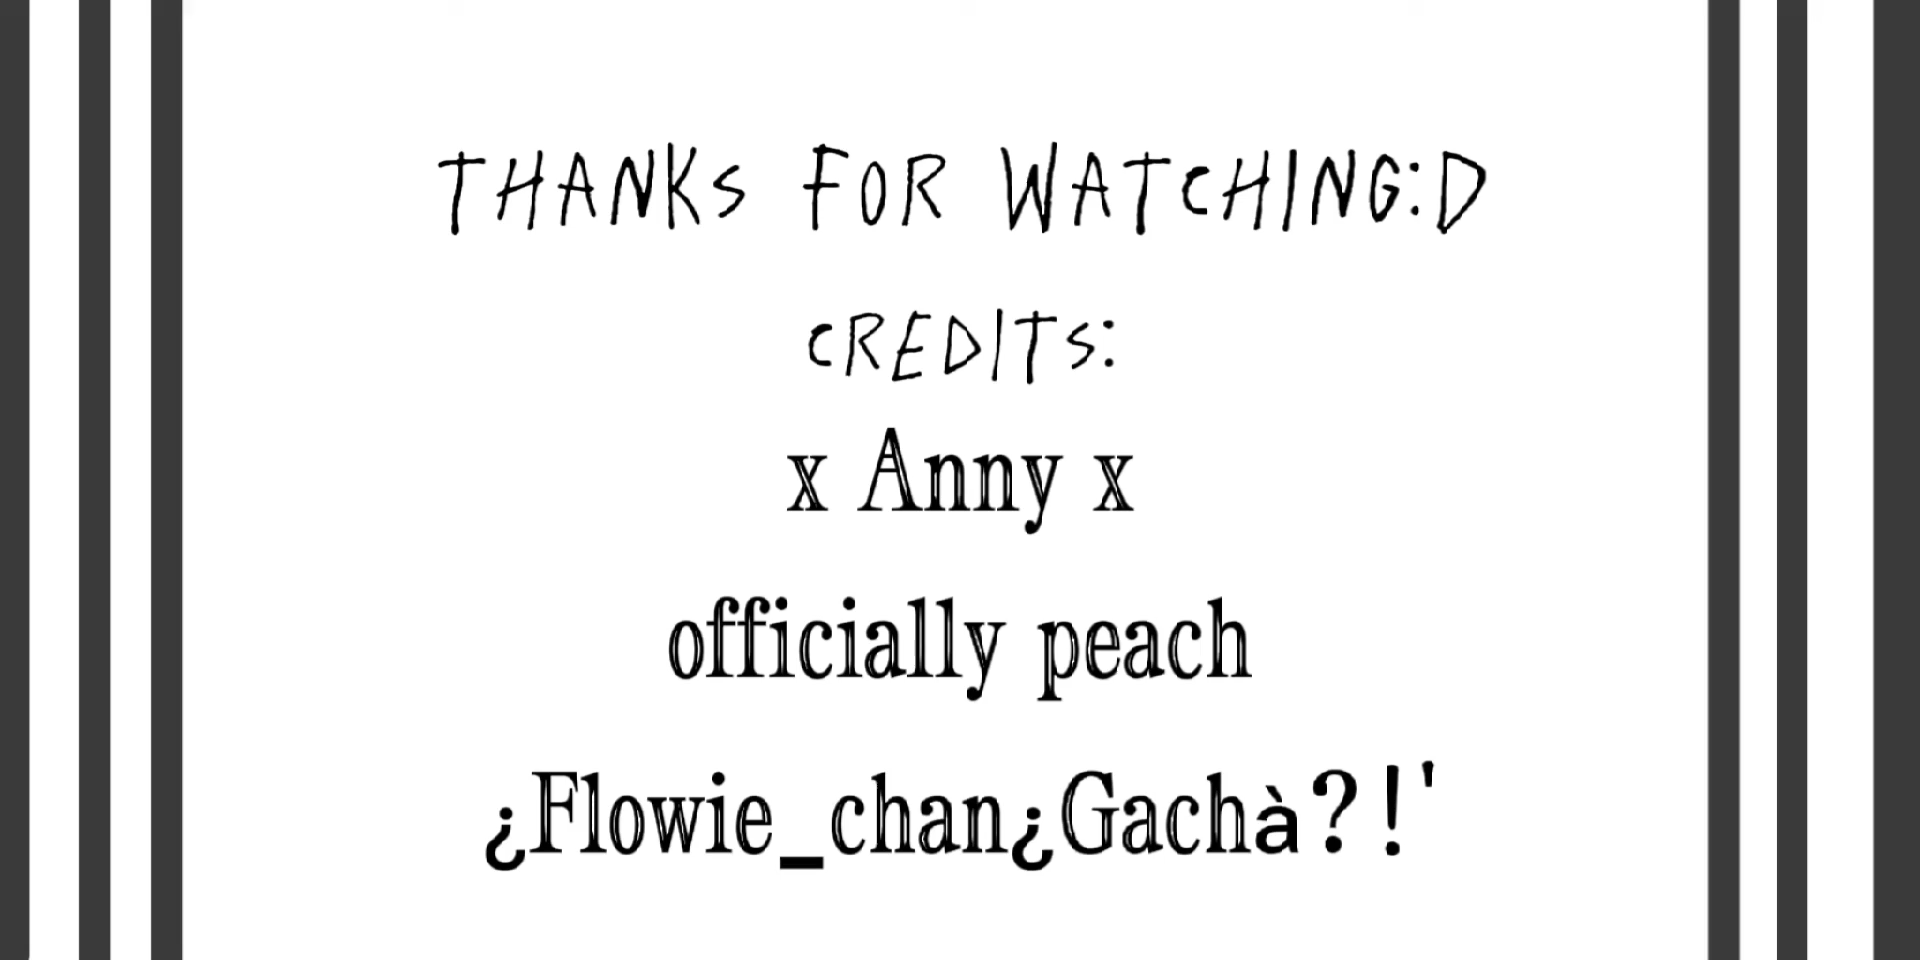 THANKS FOR WATCHING:D
CREDITS:
x Anny x
officially peach
¿Flowie_chan¿Gachà?!'